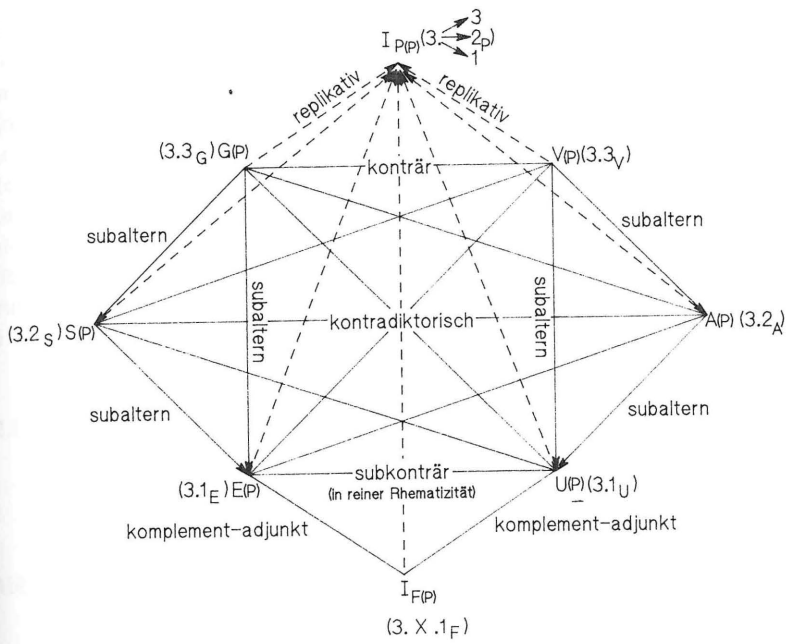 3
I P(P) (3. 2P)
1
replikativ
replikativ
(3.3G)G(P)
konträr
V(P)(3.3V)
subaltern
subaltern
subaltern
subaltern
(3.2S)S(P)
kontradiktorisch
A(P)(3.2A)
subaltern
subaltern
(3.1E)E(P)
subkonträr
(in reiner Rhematizität)
U(P)(3.1U)
komplement-adjunkt
komplement-adjunkt
I F(P)
(3. X .1F)